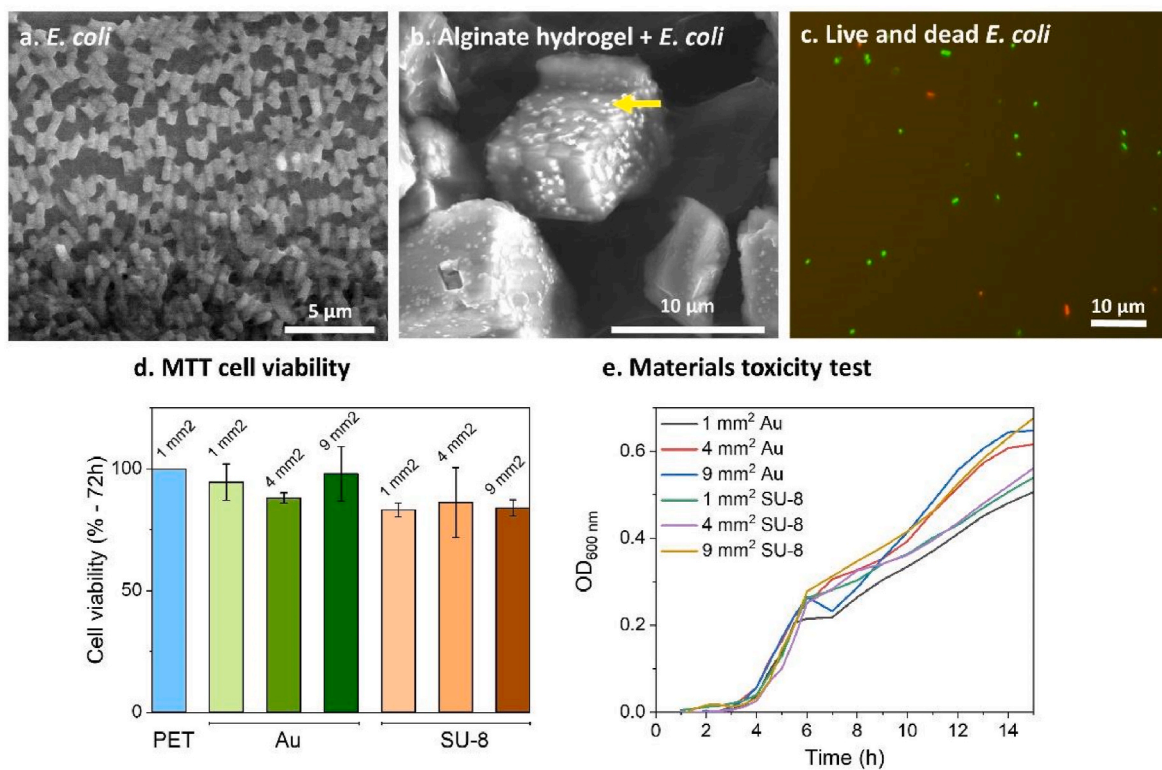 a. E. coli
b. Alginate hydrogel + E. coli
c. Live and dead E. coli
5 µm
10 µm
10 µm
d. MTT cell viability
e. Materials toxicity test
Cell viability (% - 72h)
100
50
0
1 mm2
1 mm2
4 mm2
9 mm2
1 mm2
4 mm2
9 mm2
PET
Au
SU-8
OD600 nm
0.6
0.4
0.2
0.0
1 mm² Au
4 mm² Au
9 mm² Au
1 mm² SU-8
4 mm² SU-8
9 mm² SU-8
0 2 4 6 8 10 12 14
Time (h)